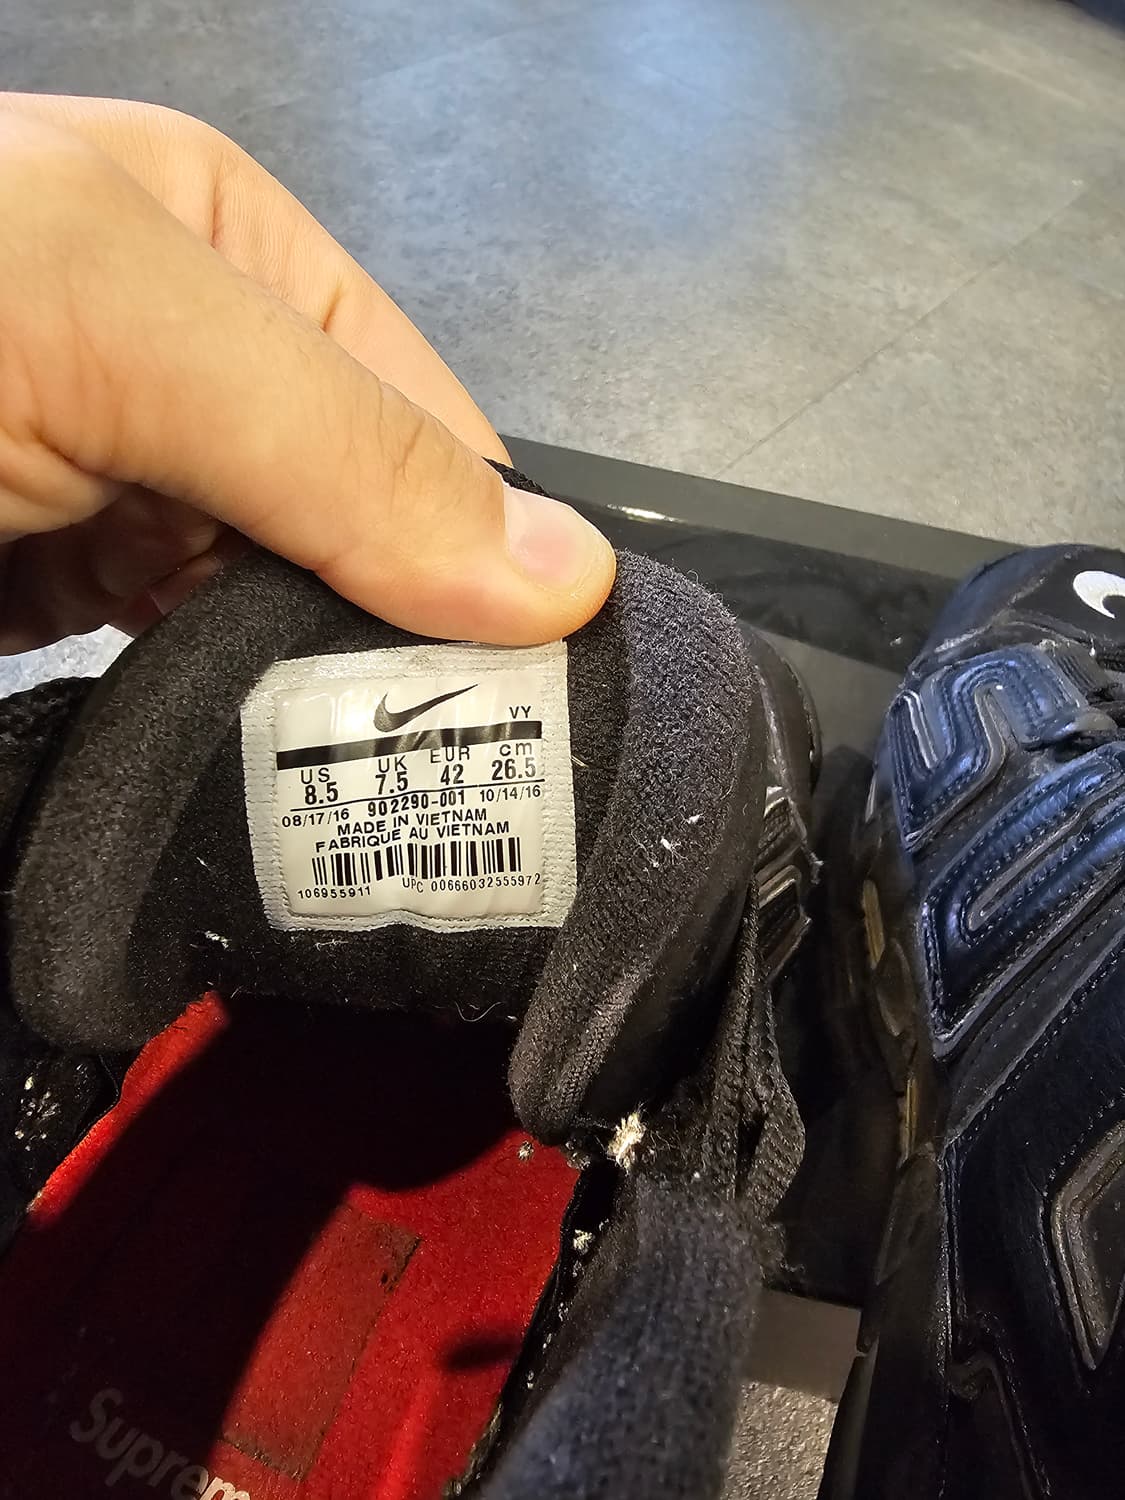 VY
US UK EUR cm
8.5 7.5 42 26.5
08/17/16 902290-001 10/14/16
MADE IN VIETNAM
FABRIQUE AU VIETNAM
106955911 UPC 00666032555972
Suprem